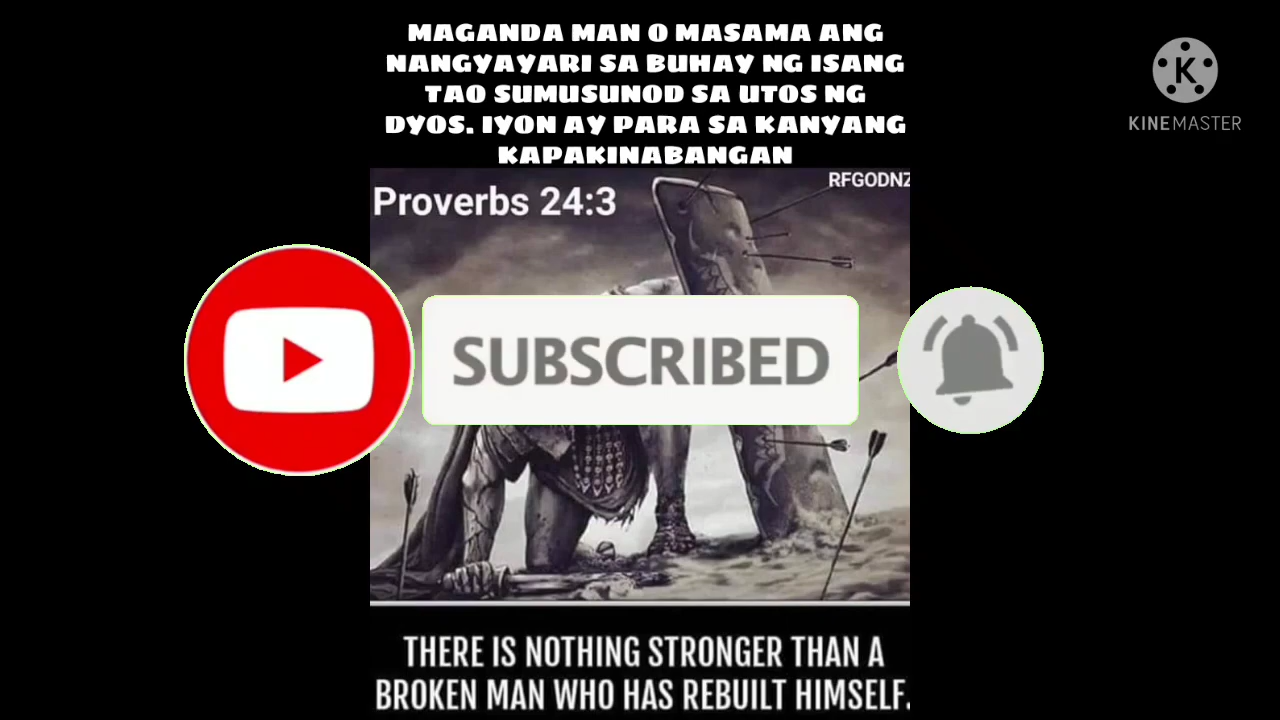 MAGANDA MAN O MASAMA ANG
NANGYAYARI SA BUHAY NG ISANG
TAO SUMUSUNOD SA UTOS NG
DYOS. IYON AY PARA SA KANYANG
KAPAKINABANGAN
K
KINEMASTER
RFGODNZ
Proverbs 24:3
SUBSCRIBED
THERE IS NOTHING STRONGER THAN A
BROKEN MAN WHO HAS REBUILT HIMSELF.